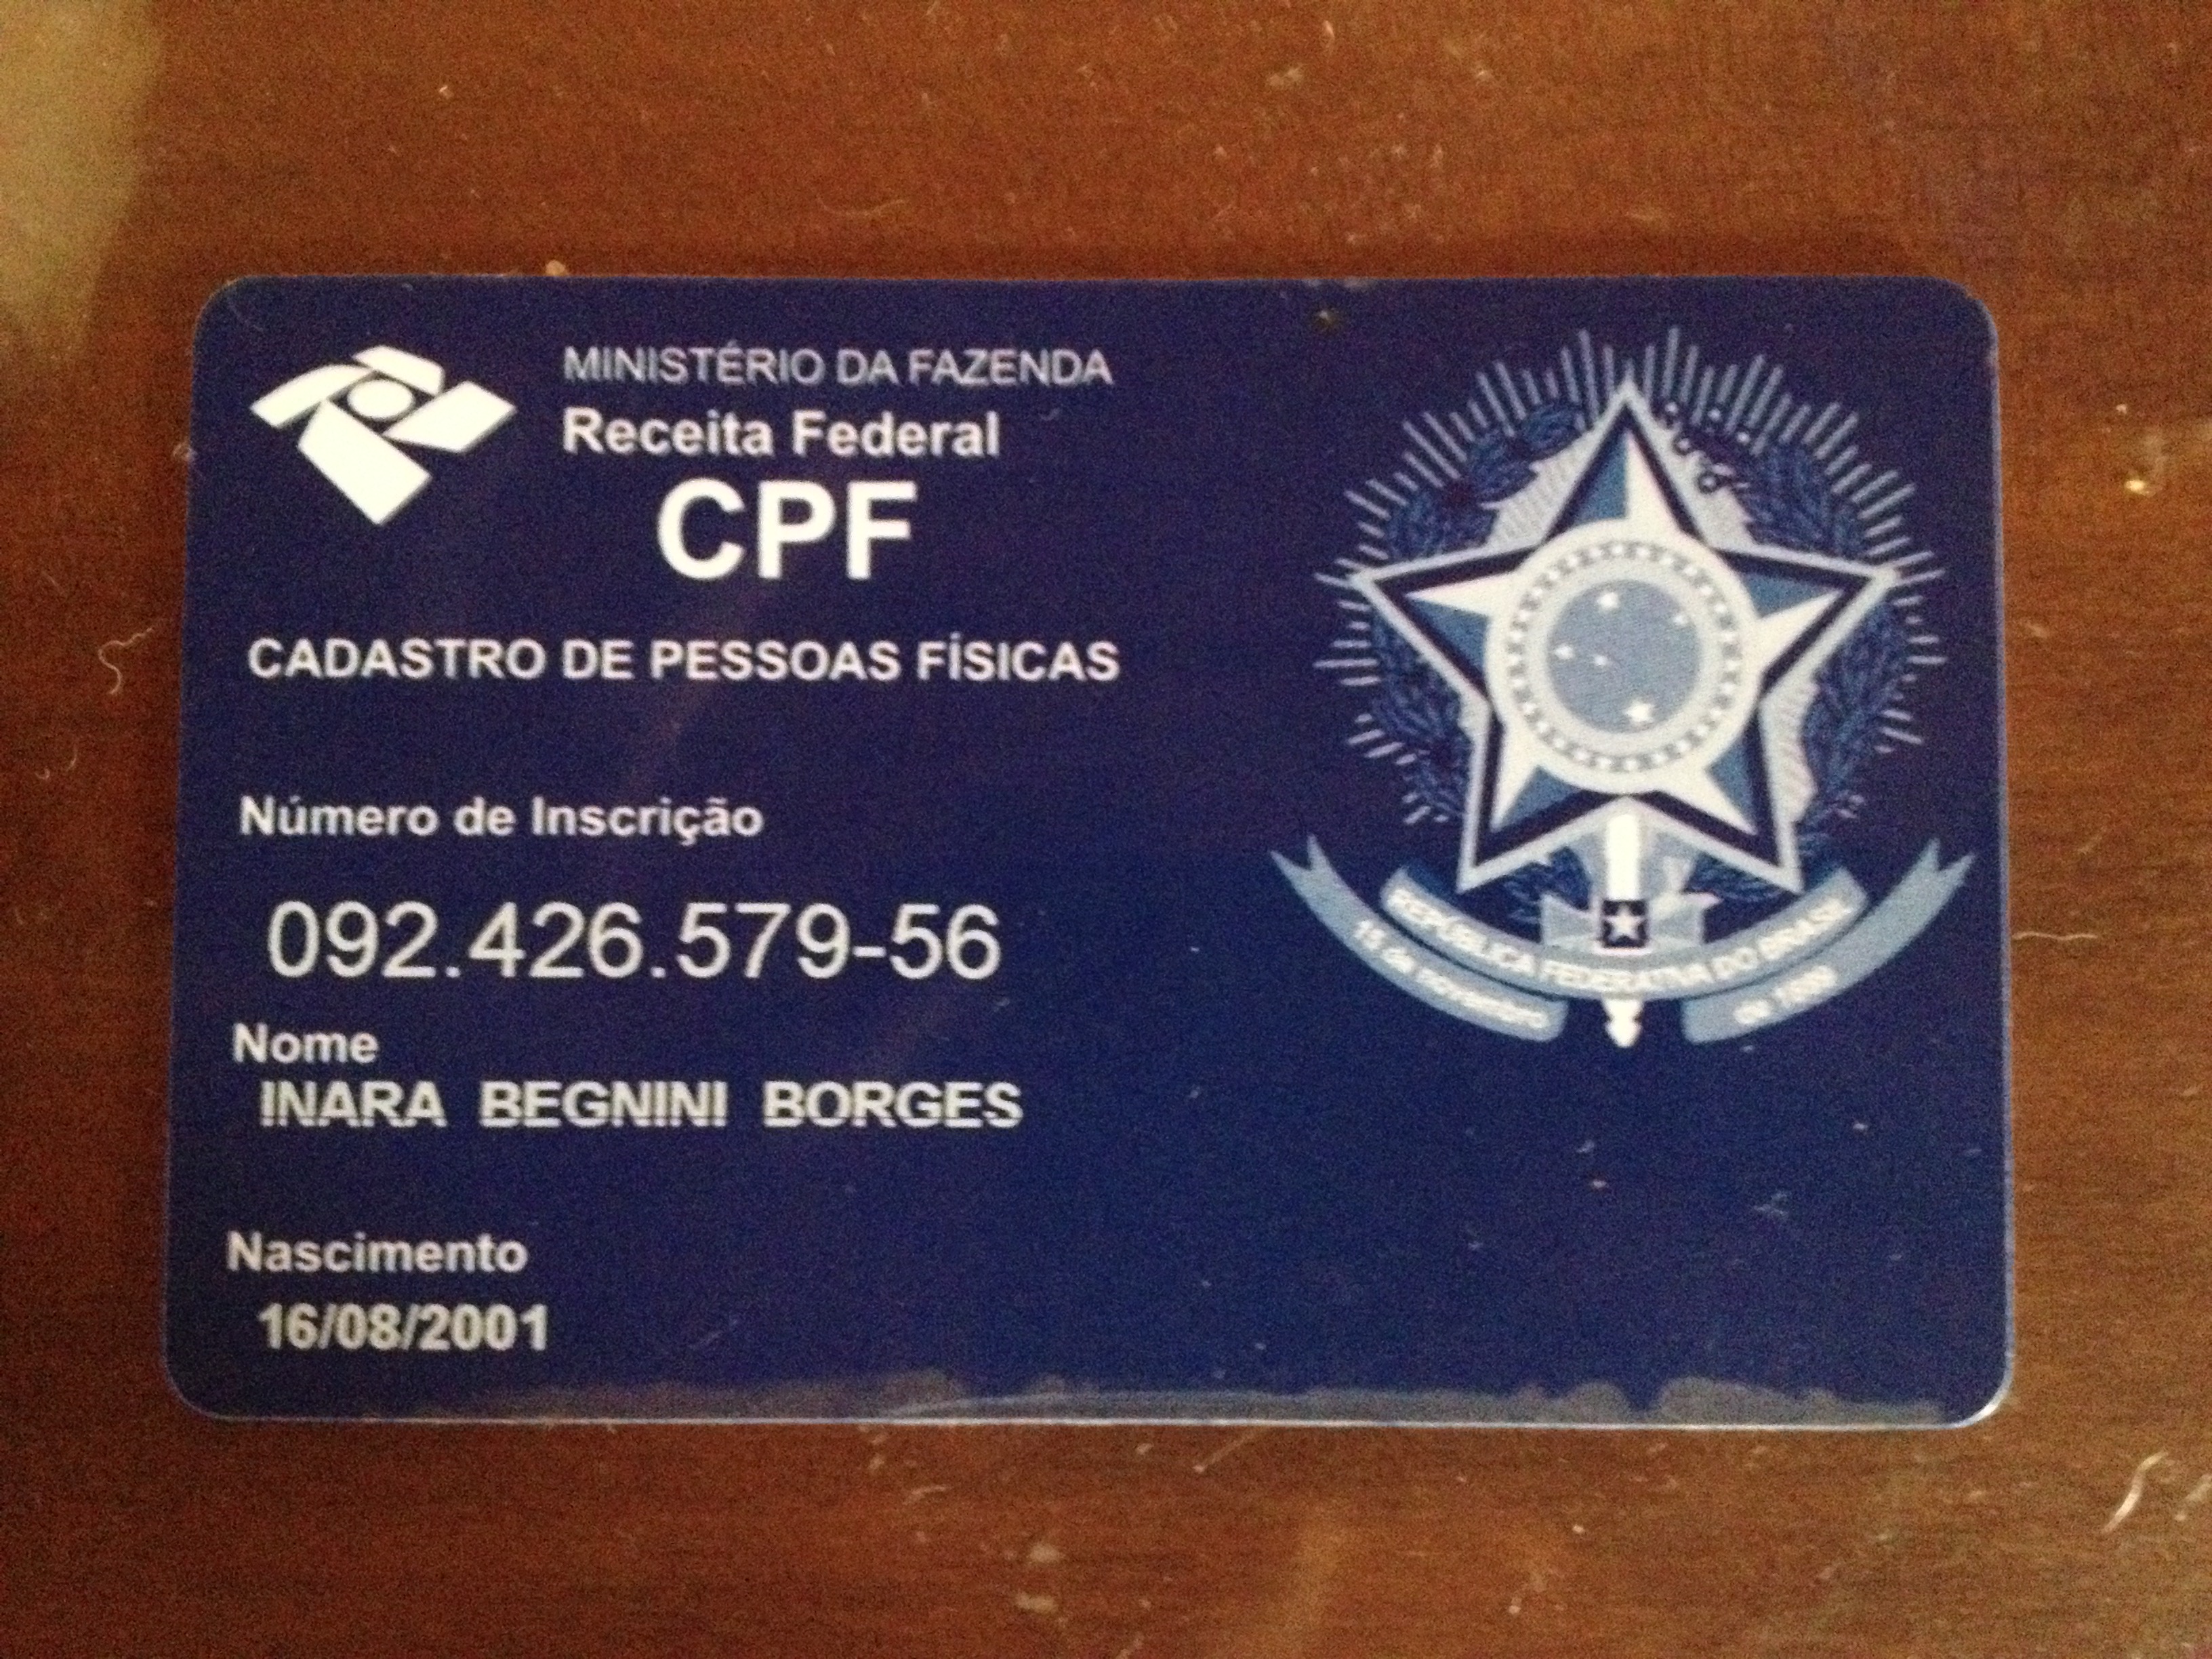 MINISTÉRIO DA FAZENDA
Receita Federal
CPF
CADASTRO DE PESSOAS FÍSICAS
Número de Inscrição
092.426.579-56
Nome
INARA BEGNINI BORGES
Nascimento
16/08/2001
REPÚBLICA FEDERATIVA DO BRASIL
15 de novembro
de 1889